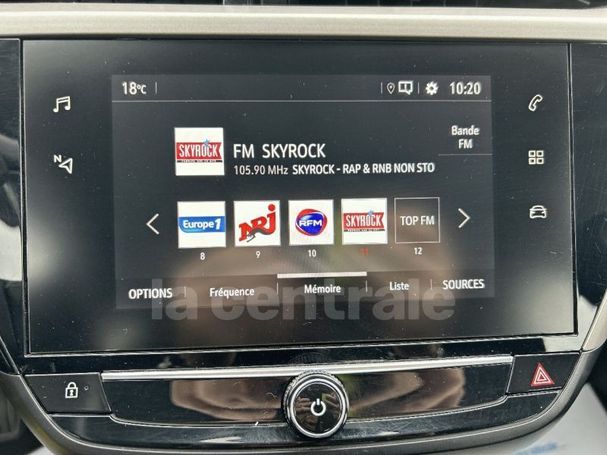 18°C
10:20
SKYROCK
FM SKYROCK
105.90 MHz SKYROCK - RAP & RNB NON STO
Bande
FM
N
Europe1
NRJ
RFM
SKYROCK
TOP FM
8
9
10
11
12
OPTIONS
Fréquence
Mémoire
Liste
SOURCES
la centrale